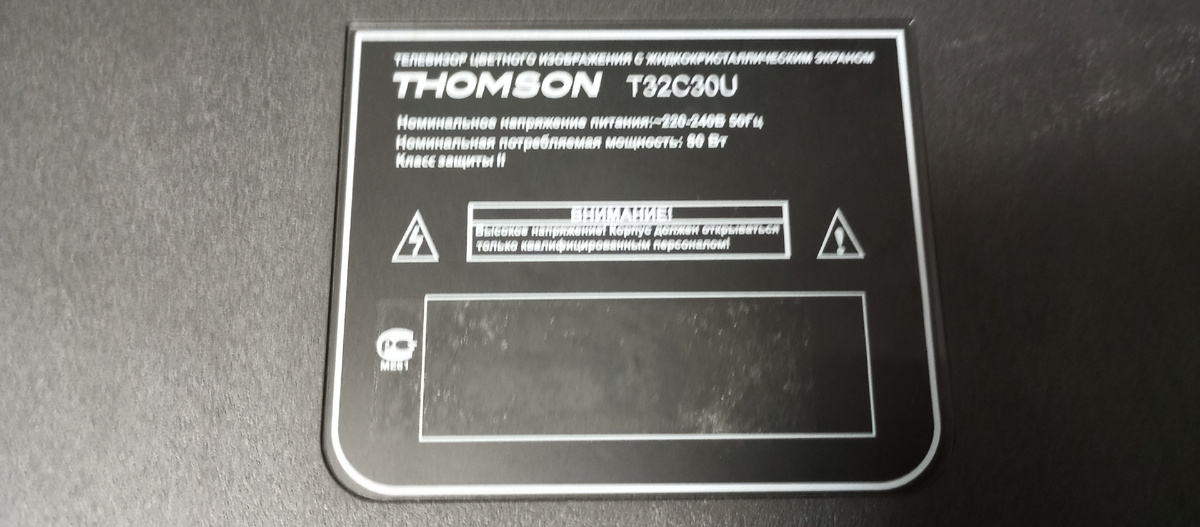 ТЕЛЕВИЗОР ЦВЕТНОГО ИЗОБРАЖЕНИЯ С ЖИДКОКРИСТАЛЛИЧЕСКИМ ЭКРАНОМ
THOMSON T32C30U
Номинальное напряжение питания:~220-240В 50Гц
Номинальная потребляемая мощность: 80 Вт
Класс защиты II
ВНИМАНИЕ!
Высокое напряжение! Корпус должен открываться
только квалифицированным персоналом!
РС
МЕ61